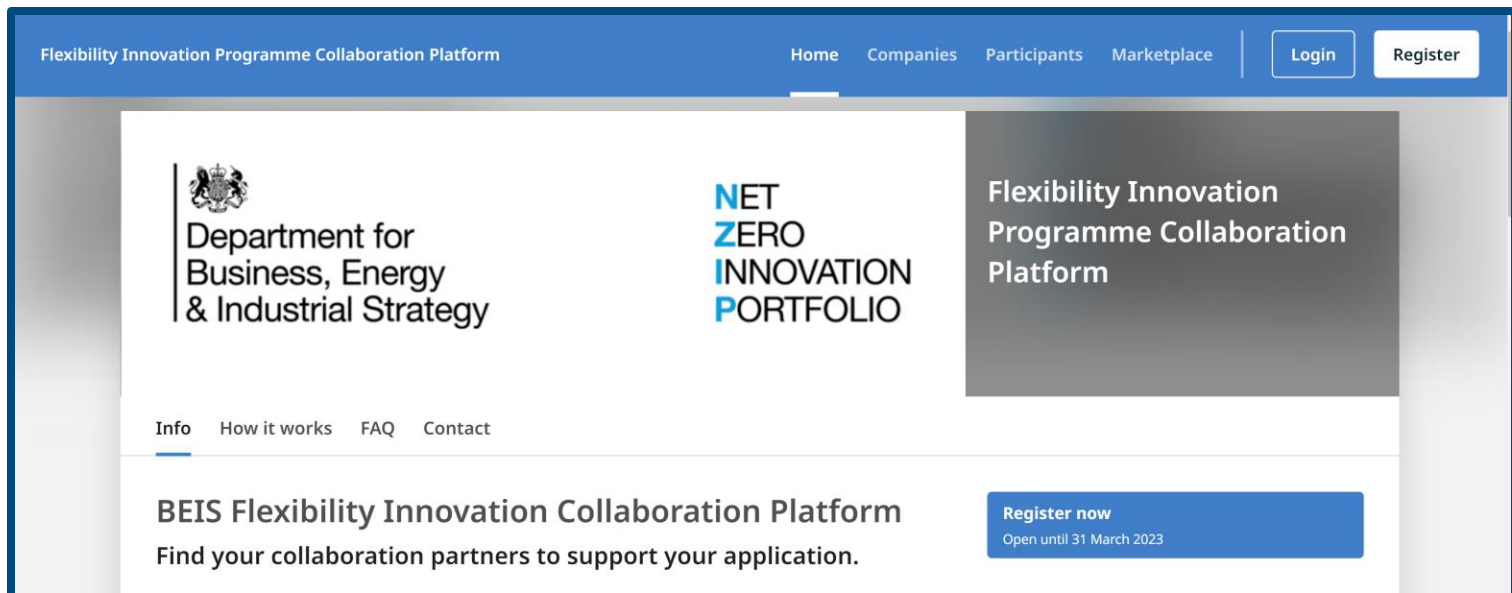 Flexibility Innovation Programme Collaboration Platform
Home Companies Participants Marketplace Login Register
Department for
Business, Energy
& Industrial Strategy
NET
ZERO
INNOVATION
PORTFOLIO
Flexibility Innovation
Programme Collaboration
Platform
Info How it works FAQ Contact
BEIS Flexibility Innovation Collaboration Platform
Find your collaboration partners to support your application.
Register now
Open until 31 March 2023